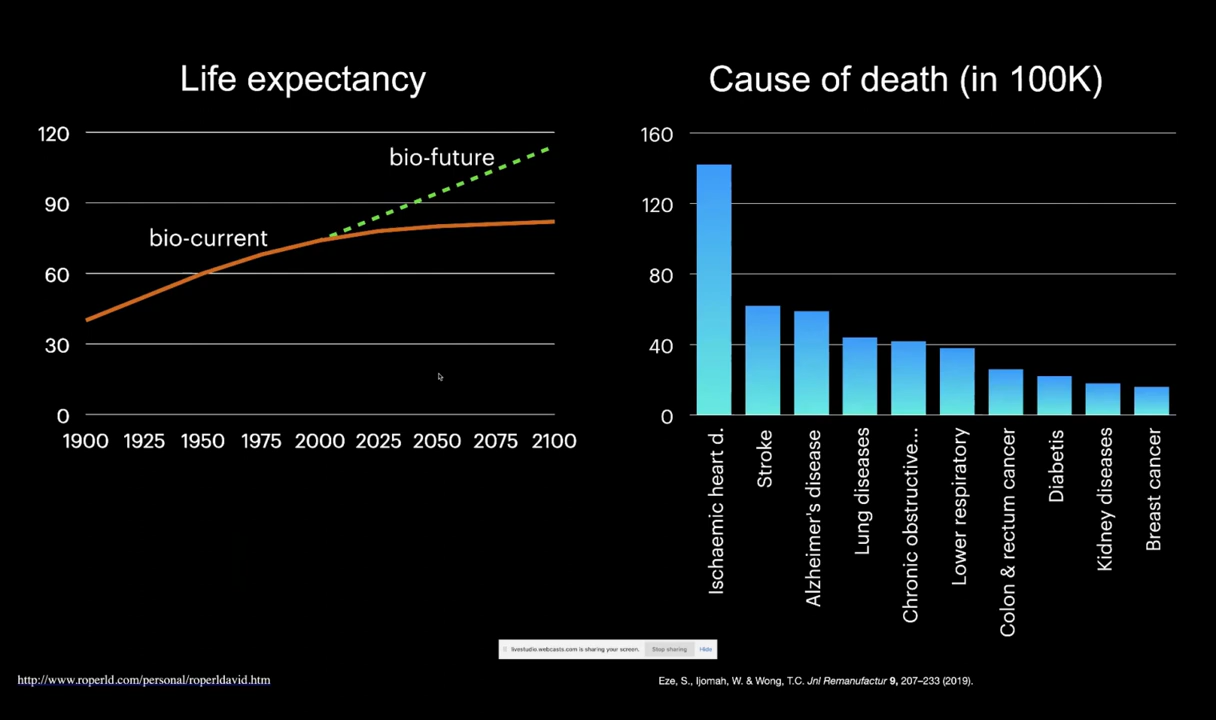 Life expectancy
120
bio-future
90
bio-current
60
30
0
1900 1925 1950 1975 2000 2025 2050 2075 2100
Cause of death (in 100K)
160
120
80
40
0
Ischaemic heart d.
Stroke
Alzheimer's disease
Lung diseases
Chronic obstructive...
Lower respiratory
Colon & rectum cancer
Diabetis
Kidney diseases
Breast cancer
livestudio.webcasts.com is sharing your screen. Stop sharing Hide
http://www.roperld.com/personal/roperldavid.htm
Eze, S., Ijomah, W. & Wong, T.C. Jnl Remanufactur 9, 207–233 (2019).